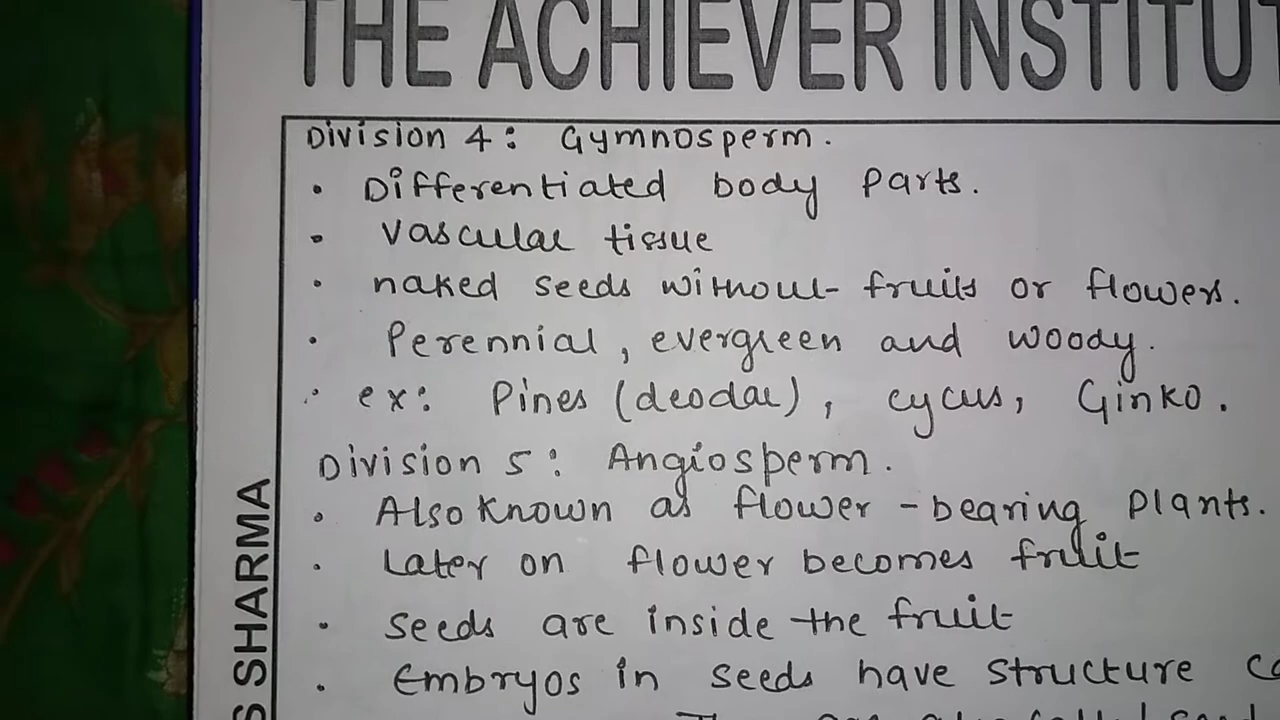 THE ACHIEVER INSTITU
Division 4: Gymnosperm.
• Differentiated body parts.
• Vascular tissue
• naked seeds without fruits or flowers.
• Perennial, evergreen and woody.
• ex: Pines (deodar), cycus, Ginko.
Division 5: Angiosperm.
• Also known as flower-bearing Plants.
• Later on flower becomes fruit
• seeds are inside the fruit
• Embryos in seeds have structure
S SHARMA